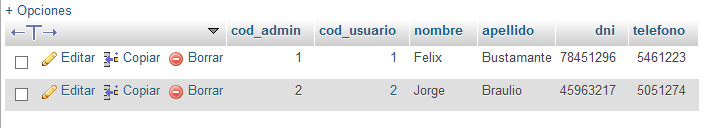 + Opciones
←T→ cod_admin cod_usuario nombre apellido dni telefono
Editar Copiar Borrar 1 1 Felix Bustamante 78451296 5461223
Editar Copiar Borrar 2 2 Jorge Braulio 45963217 5051274